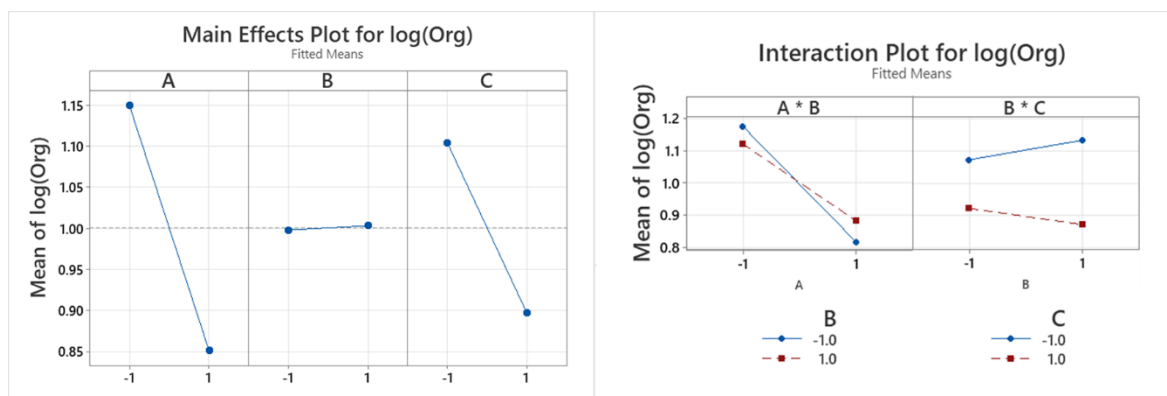 Main Effects Plot for log(Org)
Fitted Means
A B C
Mean of log(Org)
1.15
1.10
1.05
1.00
0.95
0.90
0.85
-1 1 -1 1 -1 1
Interaction Plot for log(Org)
Fitted Means
A * B B * C
Mean of log(Org)
1.2
1.1
1.0
0.9
0.8
-1 1 -1 1
A B
B C
-1.0 -1.0
1.0 1.0